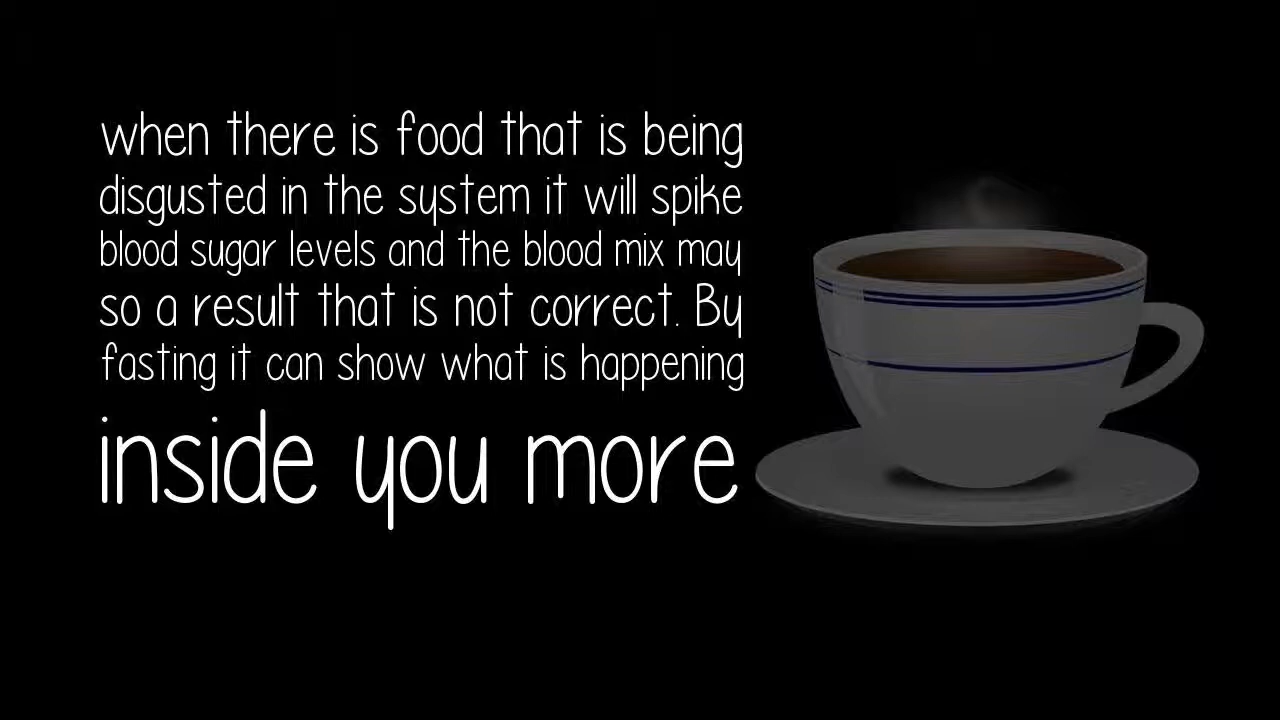 when there is food that is being
disgusted in the system it will spike
blood sugar levels and the blood mix may
so a result that is not correct. By
fasting it can show what is happening
inside you more